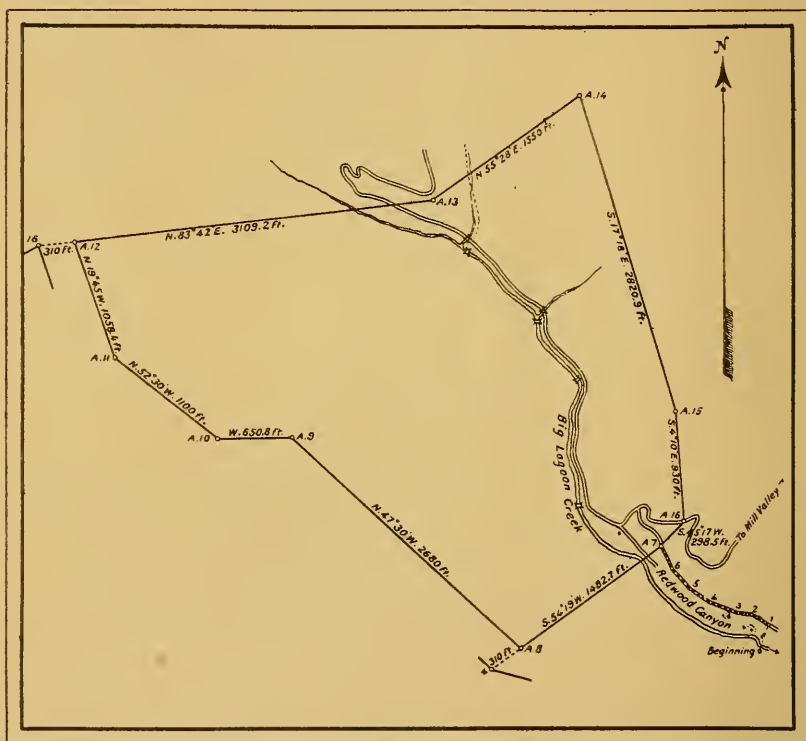 N
A.14
N 55° 28' E. 1550 ft.
A.13
N. 83° 42' E. 3109.2 ft.
16
310 ft.
A.12
N. 19° 45' W. 1058.4 ft.
S. 17° 18' E. 2820.9 ft.
A.11
N. 52° 30' W. 1100 ft.
A.10
W. 650.8 ft.
A.9
A.15
S. 4° 10' E. 930 ft.
Big Lagoon Creek
N. 47° 30' W. 2680 ft.
A 16
S. 45° 17' W.
298.5 ft.
To Mill Valley
A 7
S. 54° 19' W. 1482.7 ft.
6
5
4
3
2
1
Redwood Canyon
310 ft.
A.8
Beginning